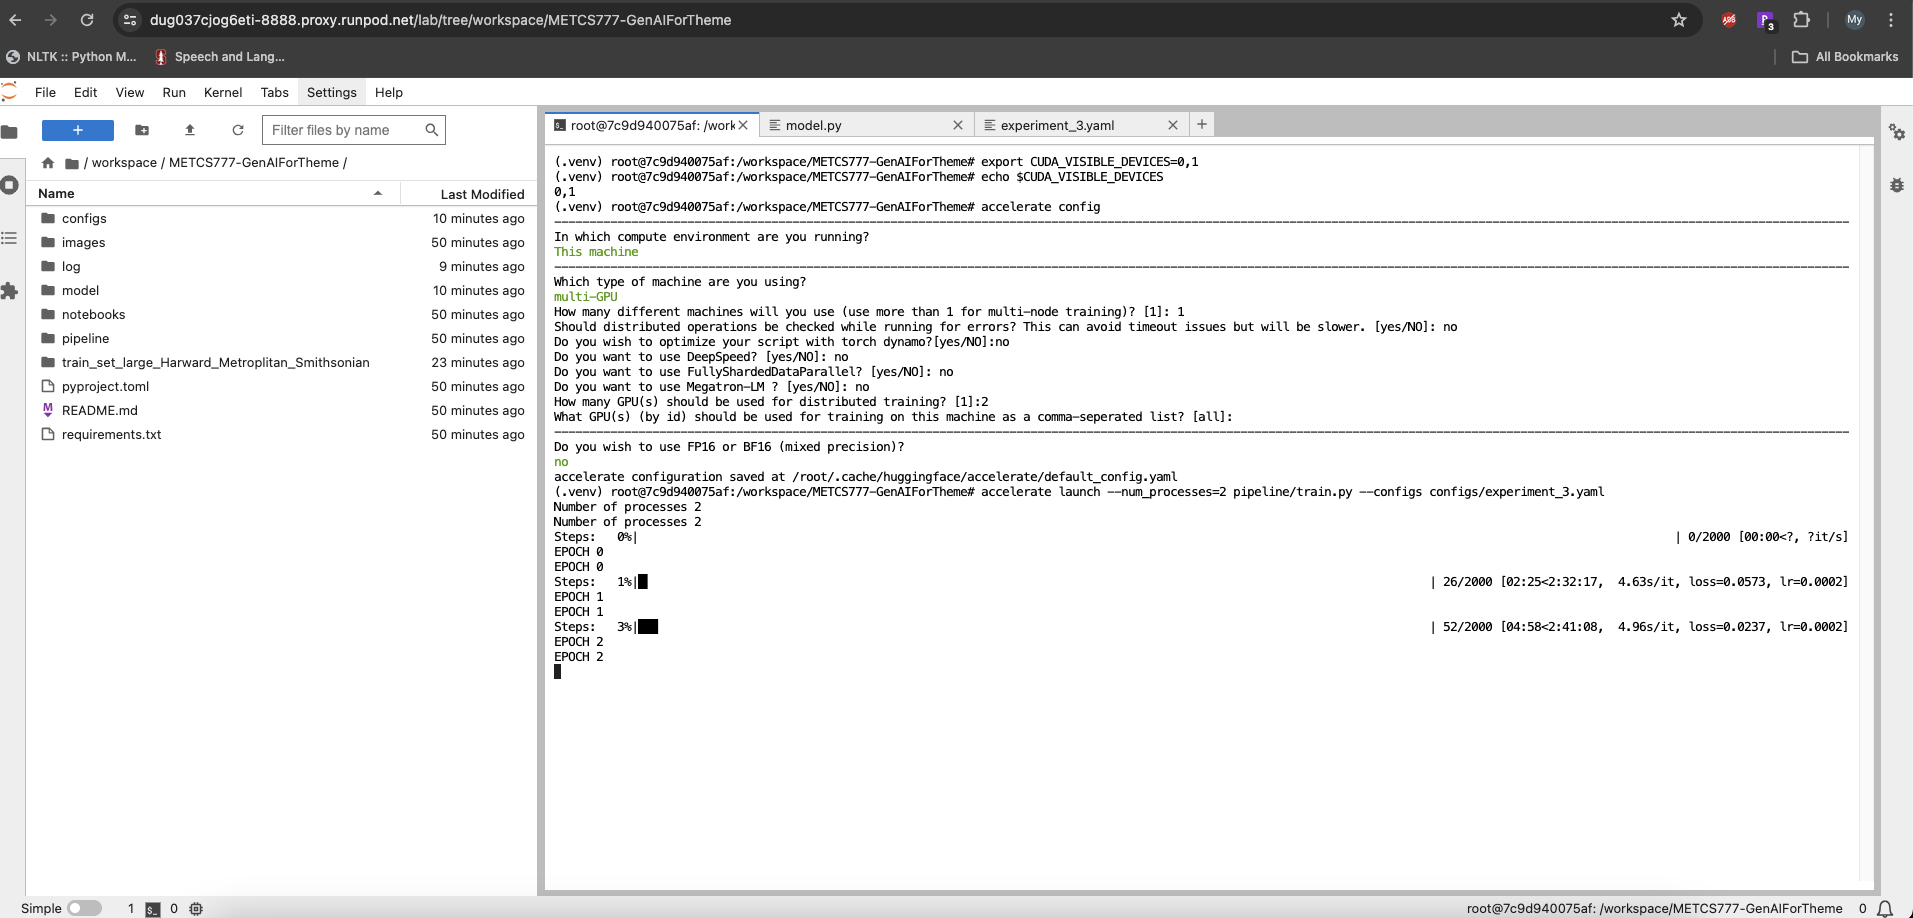 dug037cjog6eti-8888.proxy.runpod.net/lab/tree/workspace/METCS777-GenAIForTheme
ABS
3
My
NLTK :: Python M...
Speech and Lang...
All Bookmarks
File Edit View Run Kernel Tabs Settings Help
+
Filter files by name
/ workspace / METCS777-GenAIForTheme /
Name Last Modified
configs 10 minutes ago
images 50 minutes ago
log 9 minutes ago
model 10 minutes ago
notebooks 50 minutes ago
pipeline 50 minutes ago
train_set_large_Harward_Metroplitan_Smithsonian 23 minutes ago
pyproject.toml 50 minutes ago
README.md 50 minutes ago
requirements.txt 50 minutes ago
root@7c9d940075af: /work
model.py
experiment_3.yaml
(.venv) root@7c9d940075af:/workspace/METCS777-GenAIForTheme# export CUDA_VISIBLE_DEVICES=0,1
(.venv) root@7c9d940075af:/workspace/METCS777-GenAIForTheme# echo $CUDA_VISIBLE_DEVICES
0,1
(.venv) root@7c9d940075af:/workspace/METCS777-GenAIForTheme# accelerate config
In which compute environment are you running?
This machine
Which type of machine are you using?
multi-GPU
How many different machines will you use (use more than 1 for multi-node training)? [1]: 1
Should distributed operations be checked while running for errors? This can avoid timeout issues but will be slower. [yes/NO]: no
Do you wish to optimize your script with torch dynamo?[yes/NO]:no
Do you want to use DeepSpeed? [yes/NO]: no
Do you want to use FullyShardedDataParallel? [yes/NO]: no
Do you want to use Megatron-LM ? [yes/NO]: no
How many GPU(s) should be used for distributed training? [1]:2
What GPU(s) (by id) should be used for training on this machine as a comma-seperated list? [all]:
Do you wish to use FP16 or BF16 (mixed precision)?
no
accelerate configuration saved at /root/.cache/huggingface/accelerate/default_config.yaml
(.venv) root@7c9d940075af:/workspace/METCS777-GenAIForTheme# accelerate launch --num_processes=2 pipeline/train.py --configs configs/experiment_3.yaml
Number of processes 2
Number of processes 2
Steps: 0%| | 0/2000 [00:00<?, ?it/s]
EPOCH 0
EPOCH 0
Steps: 1%| | 26/2000 [02:25<2:32:17, 4.63s/it, loss=0.0573, lr=0.0002]
EPOCH 1
EPOCH 1
Steps: 3%| | 52/2000 [04:58<2:41:08, 4.96s/it, loss=0.0237, lr=0.0002]
EPOCH 2
EPOCH 2
Simple 1 0
root@7c9d940075af: /workspace/METCS777-GenAIForTheme 0